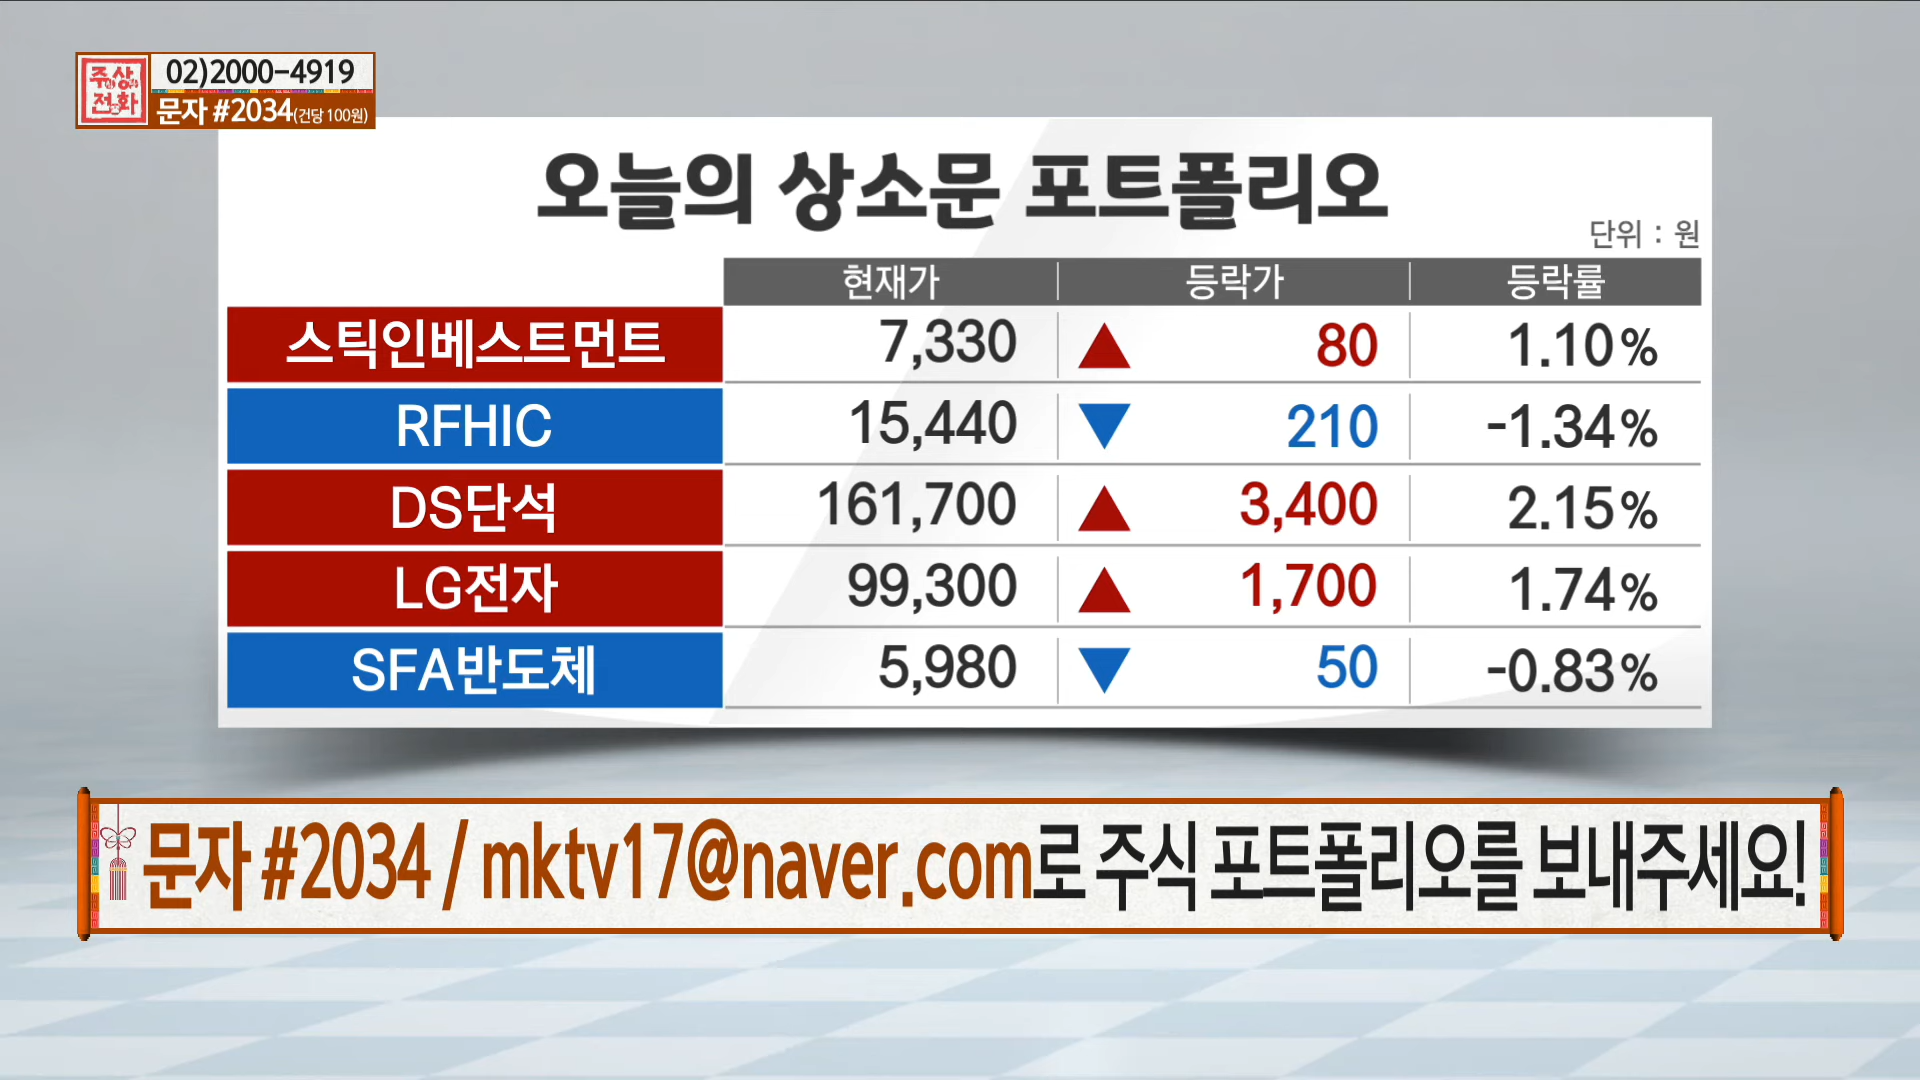 주상
전화
02)2000-4919
문자 #2034(건당 100원)
오늘의 상소문 포트폴리오
단위 : 원
현재가 등락가 등락률
스틱인베스트먼트 7,330 ▲ 80 1.10%
RFHIC 15,440 ▼ 210 -1.34%
DS단석 161,700 ▲ 3,400 2.15%
LG전자 99,300 ▲ 1,700 1.74%
SFA반도체 5,980 ▼ 50 -0.83%
문자 #2034 / mktv17@naver.com로 주식 포트폴리오를 보내주세요!